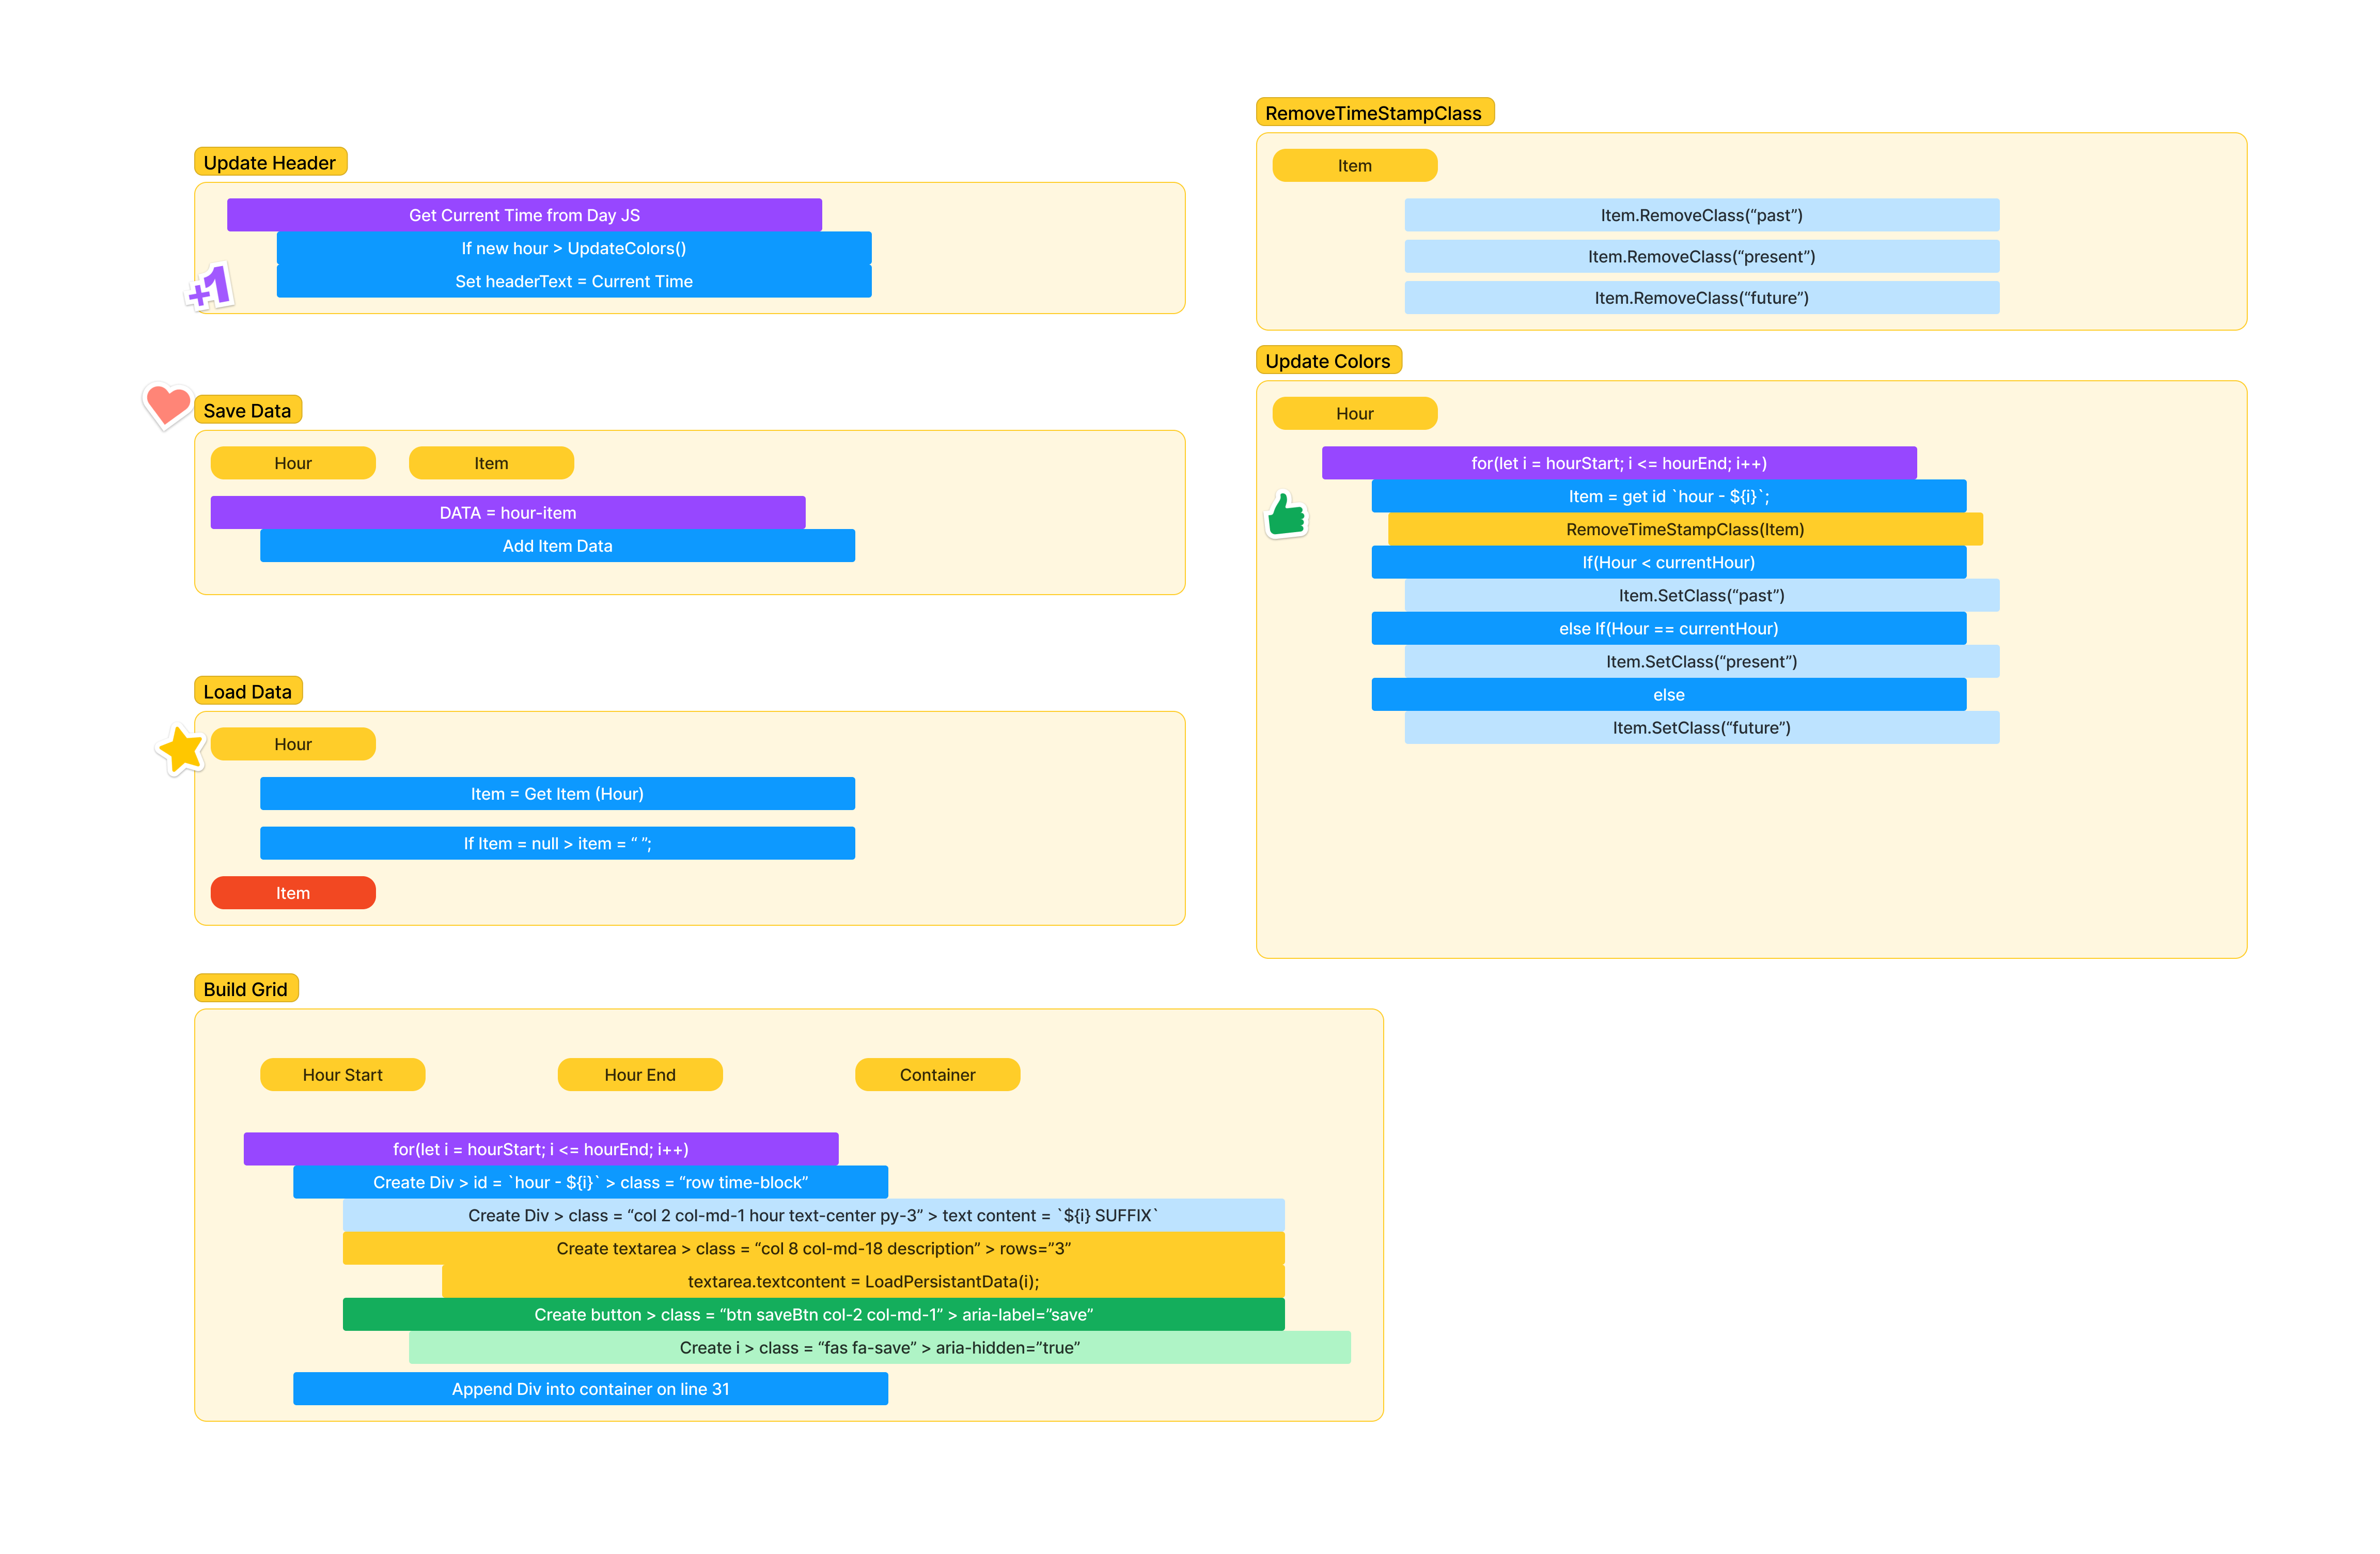 Update Header
Get Current Time from Day JS
If new hour > UpdateColors()
Set headerText = Current Time
+1
Save Data
Hour
Item
DATA = hour-item
Add Item Data
Load Data
Hour
Item = Get Item (Hour)
If Item = null > item = “ ”;
Item
Build Grid
Hour Start
Hour End
Container
for(let i = hourStart; i <= hourEnd; i++)
Create Div > id = `hour - ${i}` > class = “row time-block”
Create Div > class = “col 2 col-md-1 hour text-center py-3” > text content = `${i} SUFFIX`
Create textarea > class = “col 8 col-md-18 description” > rows=”3”
textarea.textcontent = LoadPersistantData(i);
Create button > class = “btn saveBtn col-2 col-md-1” > aria-label=”save”
Create i > class = “fas fa-save” > aria-hidden=”true”
Append Div into container on line 31
RemoveTimeStampClass
Item
Item.RemoveClass(“past”)
Item.RemoveClass(“present”)
Item.RemoveClass(“future”)
Update Colors
Hour
for(let i = hourStart; i <= hourEnd; i++)
Item = get id `hour - ${i}`;
RemoveTimeStampClass(Item)
If(Hour < currentHour)
Item.SetClass(“past”)
else If(Hour == currentHour)
Item.SetClass(“present”)
else
Item.SetClass(“future”)